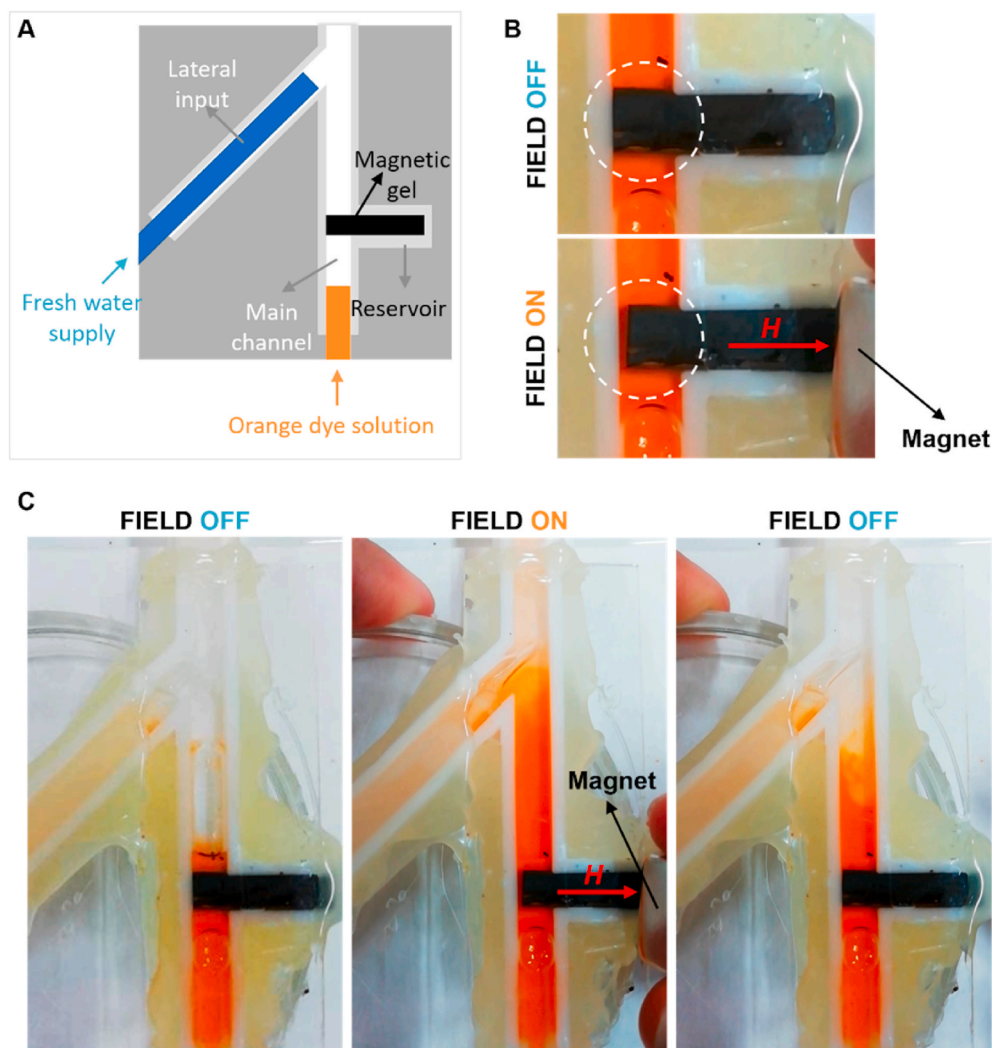 A
Lateral
input
Magnetic
gel
Fresh water
supply
Main
channel
Reservoir
Orange dye solution
B
FIELD OFF
FIELD ON
H
Magnet
C
FIELD OFF
FIELD ON
FIELD OFF
Magnet
H